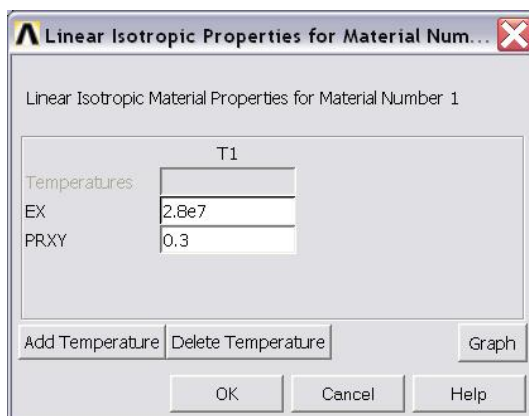 Linear Isotropic Properties for Material Num...
Linear Isotropic Material Properties for Material Number 1
T1
Temperatures
EX 2.8e7
PRXY 0.3
Add Temperature Delete Temperature Graph
OK Cancel Help